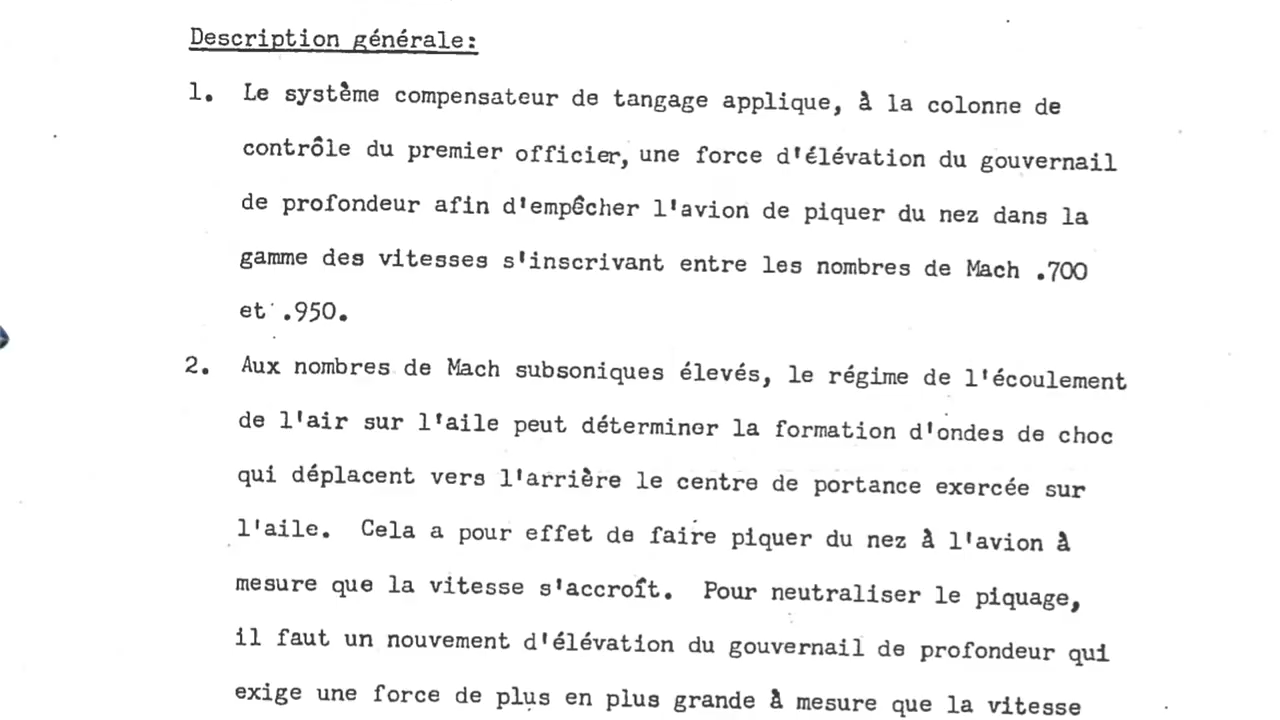 Description générale:
1. Le système compensateur de tangage applique, à la colonne de
contrôle du premier officier, une force d'élévation du gouvernail
de profondeur afin d'empêcher l'avion de piquer du nez dans la
gamme des vitesses s'inscrivant entre les nombres de Mach .700
et .950.
2. Aux nombres de Mach subsoniques élevés, le régime de l'écoulement
de l'air sur l'aile peut déterminer la formation d'ondes de choc
qui déplacent vers l'arrière le centre de portance exercée sur
l'aile. Cela a pour effet de faire piquer du nez à l'avion à
mesure que la vitesse s'accroît. Pour neutraliser le piquage,
il faut un nouvement d'élévation du gouvernail de profondeur qui
exige une force de plus en plus grande à mesure que la vitesse